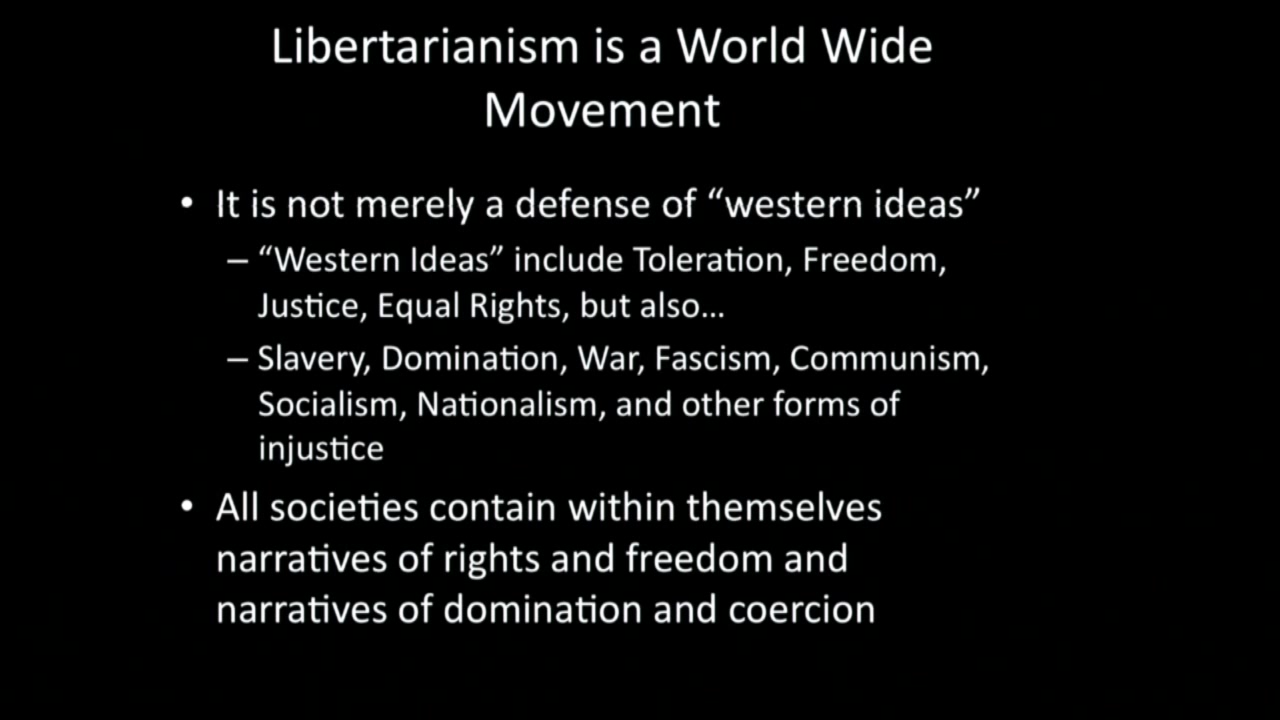 Libertarianism is a World Wide
Movement
• It is not merely a defense of “western ideas”
– “Western Ideas” include Toleration, Freedom,
Justice, Equal Rights, but also…
– Slavery, Domination, War, Fascism, Communism,
Socialism, Nationalism, and other forms of
injustice
• All societies contain within themselves
narratives of rights and freedom and
narratives of domination and coercion